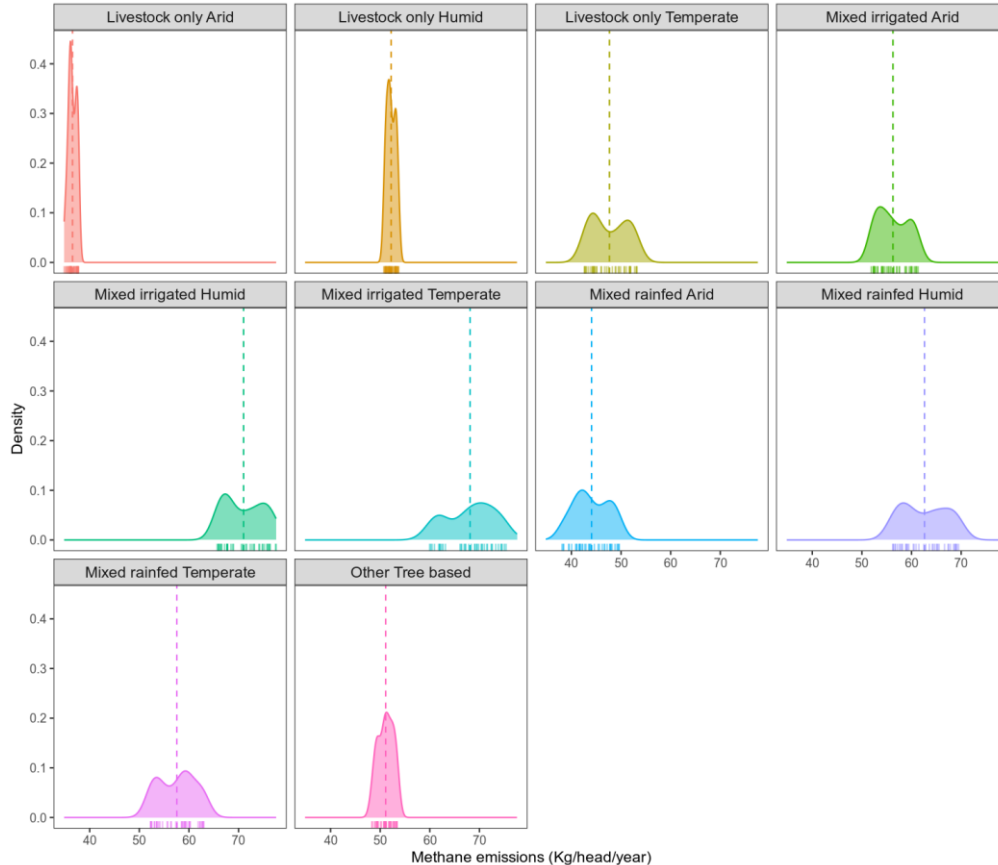 Livestock only Arid Livestock only Humid Livestock only Temperate Mixed irrigated Arid
0.4
0.3
0.2
0.1
0.0
Mixed irrigated Humid Mixed irrigated Temperate Mixed rainfed Arid Mixed rainfed Humid
0.4
0.3
0.2
0.1
0.0
40 50 60 70 40 50 60 70
Mixed rainfed Temperate Other Tree based
0.4
0.3
0.2
0.1
0.0
40 50 60 70 40 50 60 70
Density
Methane emissions (Kg/head/year)